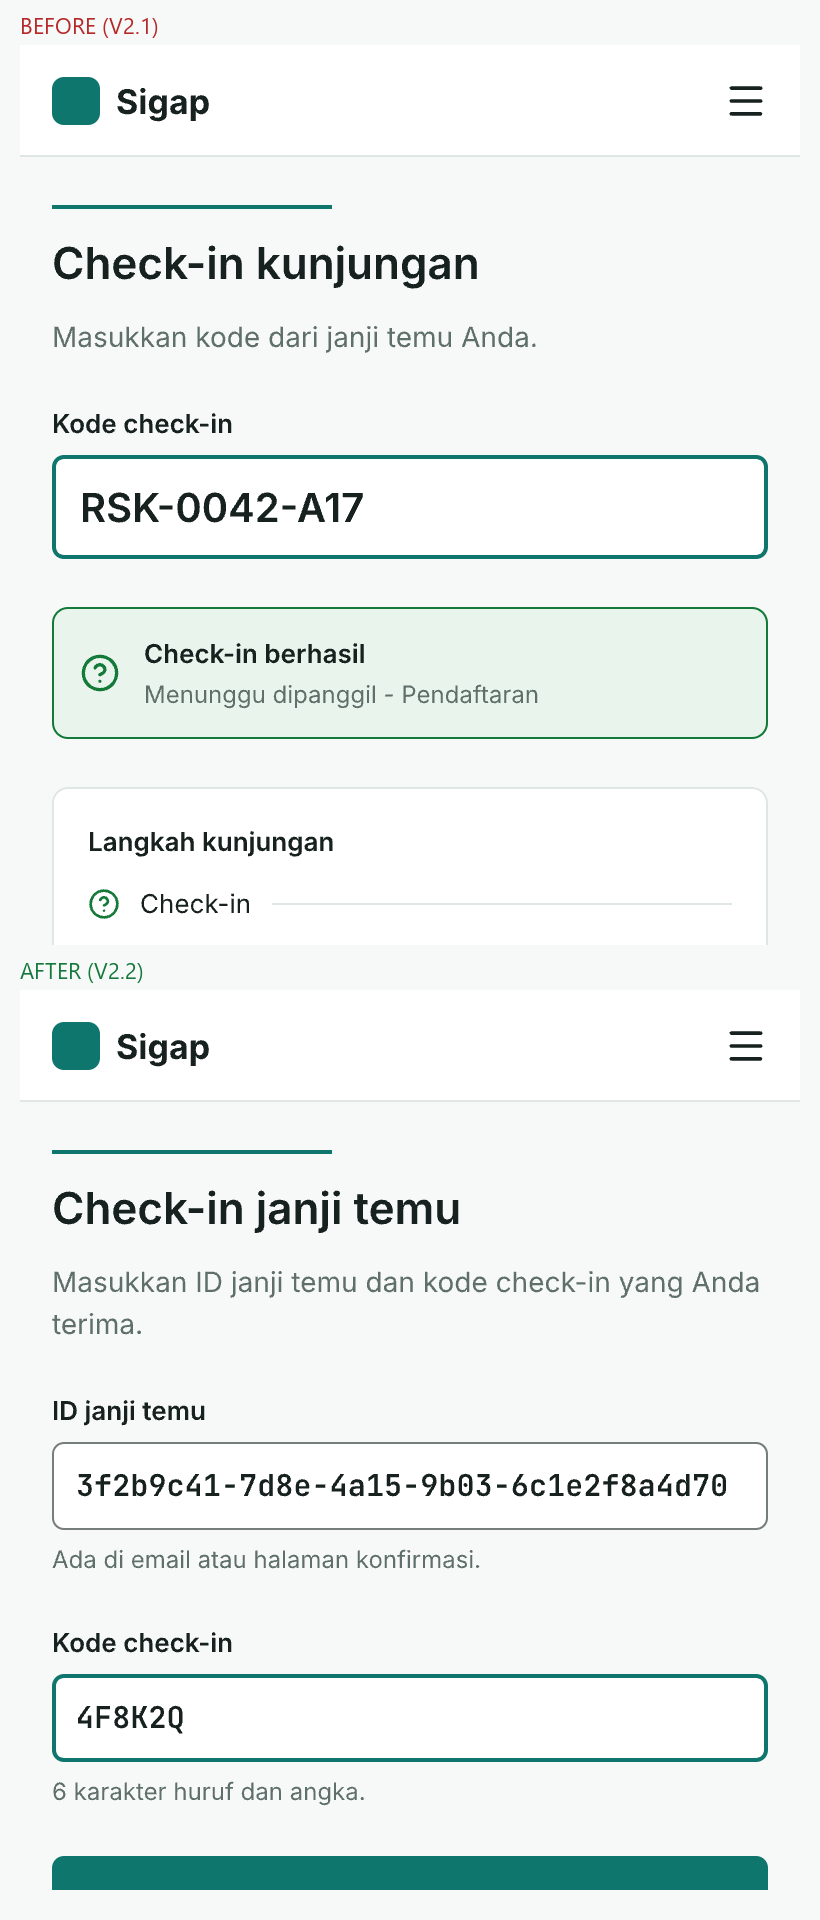 BEFORE (V2.1)
Sigap
Check-in kunjungan
Masukkan kode dari janji temu Anda.
Kode check-in
RSK-0042-A17
Check-in berhasil
Menunggu dipanggil - Pendaftaran
Langkah kunjungan
Check-in
AFTER (V2.2)
Sigap
Check-in janji temu
Masukkan ID janji temu dan kode check-in yang Anda
terima.
ID janji temu
3f2b9c41-7d8e-4a15-9b03-6c1e2f8a4d70
Ada di email atau halaman konfirmasi.
Kode check-in
4F8K2Q
6 karakter huruf dan angka.